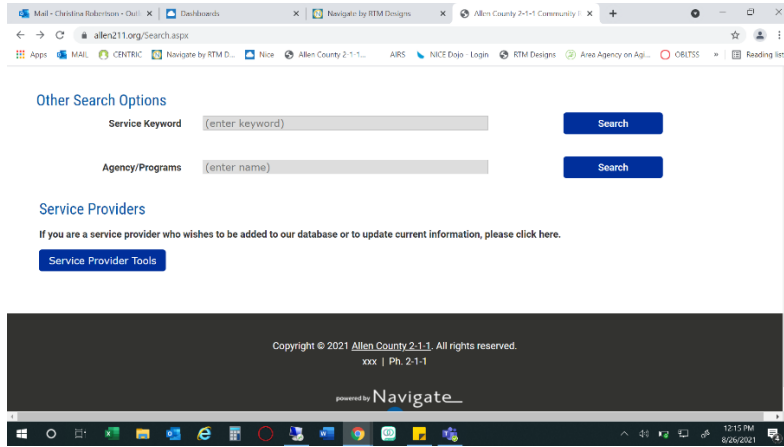 Mail - Christina Robertson - Outl
Dashboards
Navigate by RTM Designs
Allen County 2-1-1 Community R
allen211.org/Search.aspx
Apps
MAIL
CENTRIC
Navigate by RTM D...
Nice
Allen County 2-1-1...
AIRS
NICE Dojo - Login
RTM Designs
Area Agency on Agi...
OBLTSS
»
Reading list
Other Search Options
Service Keyword (enter keyword) Search
Agency/Programs (enter name) Search
Service Providers
If you are a service provider who wishes to be added to our database or to update current information, please click here.
Service Provider Tools
Copyright © 2021 Allen County 2-1-1. All rights reserved.
xxx | Ph. 2-1-1
powered by Navigate
12:15 PM
8/26/2021